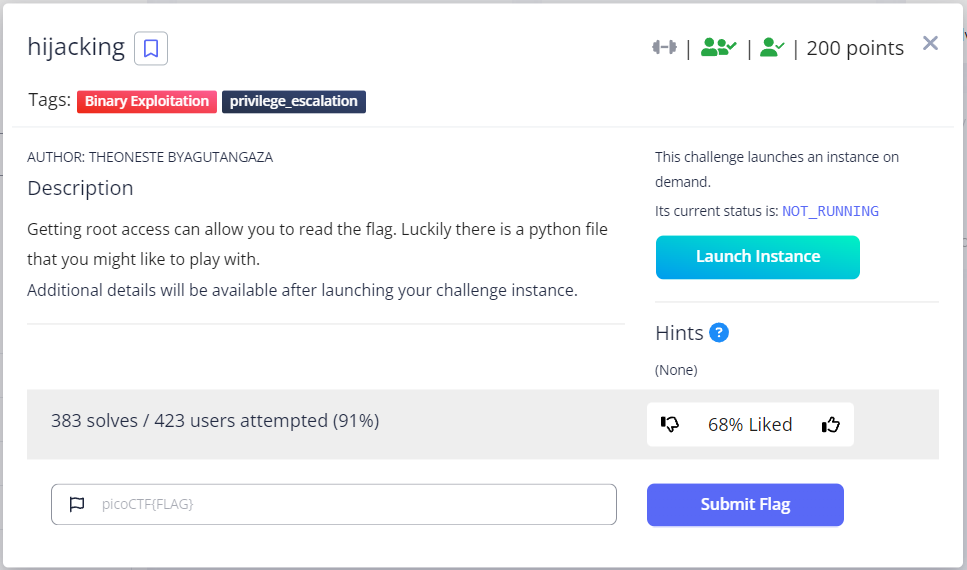 hijacking
| | 200 points
Tags: Binary Exploitation privilege_escalation
AUTHOR: THEONESTE BYAGUTANGAZA
Description
Getting root access can allow you to read the flag. Luckily there is a python file
that you might like to play with.
Additional details will be available after launching your challenge instance.
This challenge launches an instance on
demand.
Its current status is: NOT_RUNNING
Launch Instance
Hints ?
(None)
383 solves / 423 users attempted (91%)
68% Liked
picoCTF{FLAG}
Submit Flag